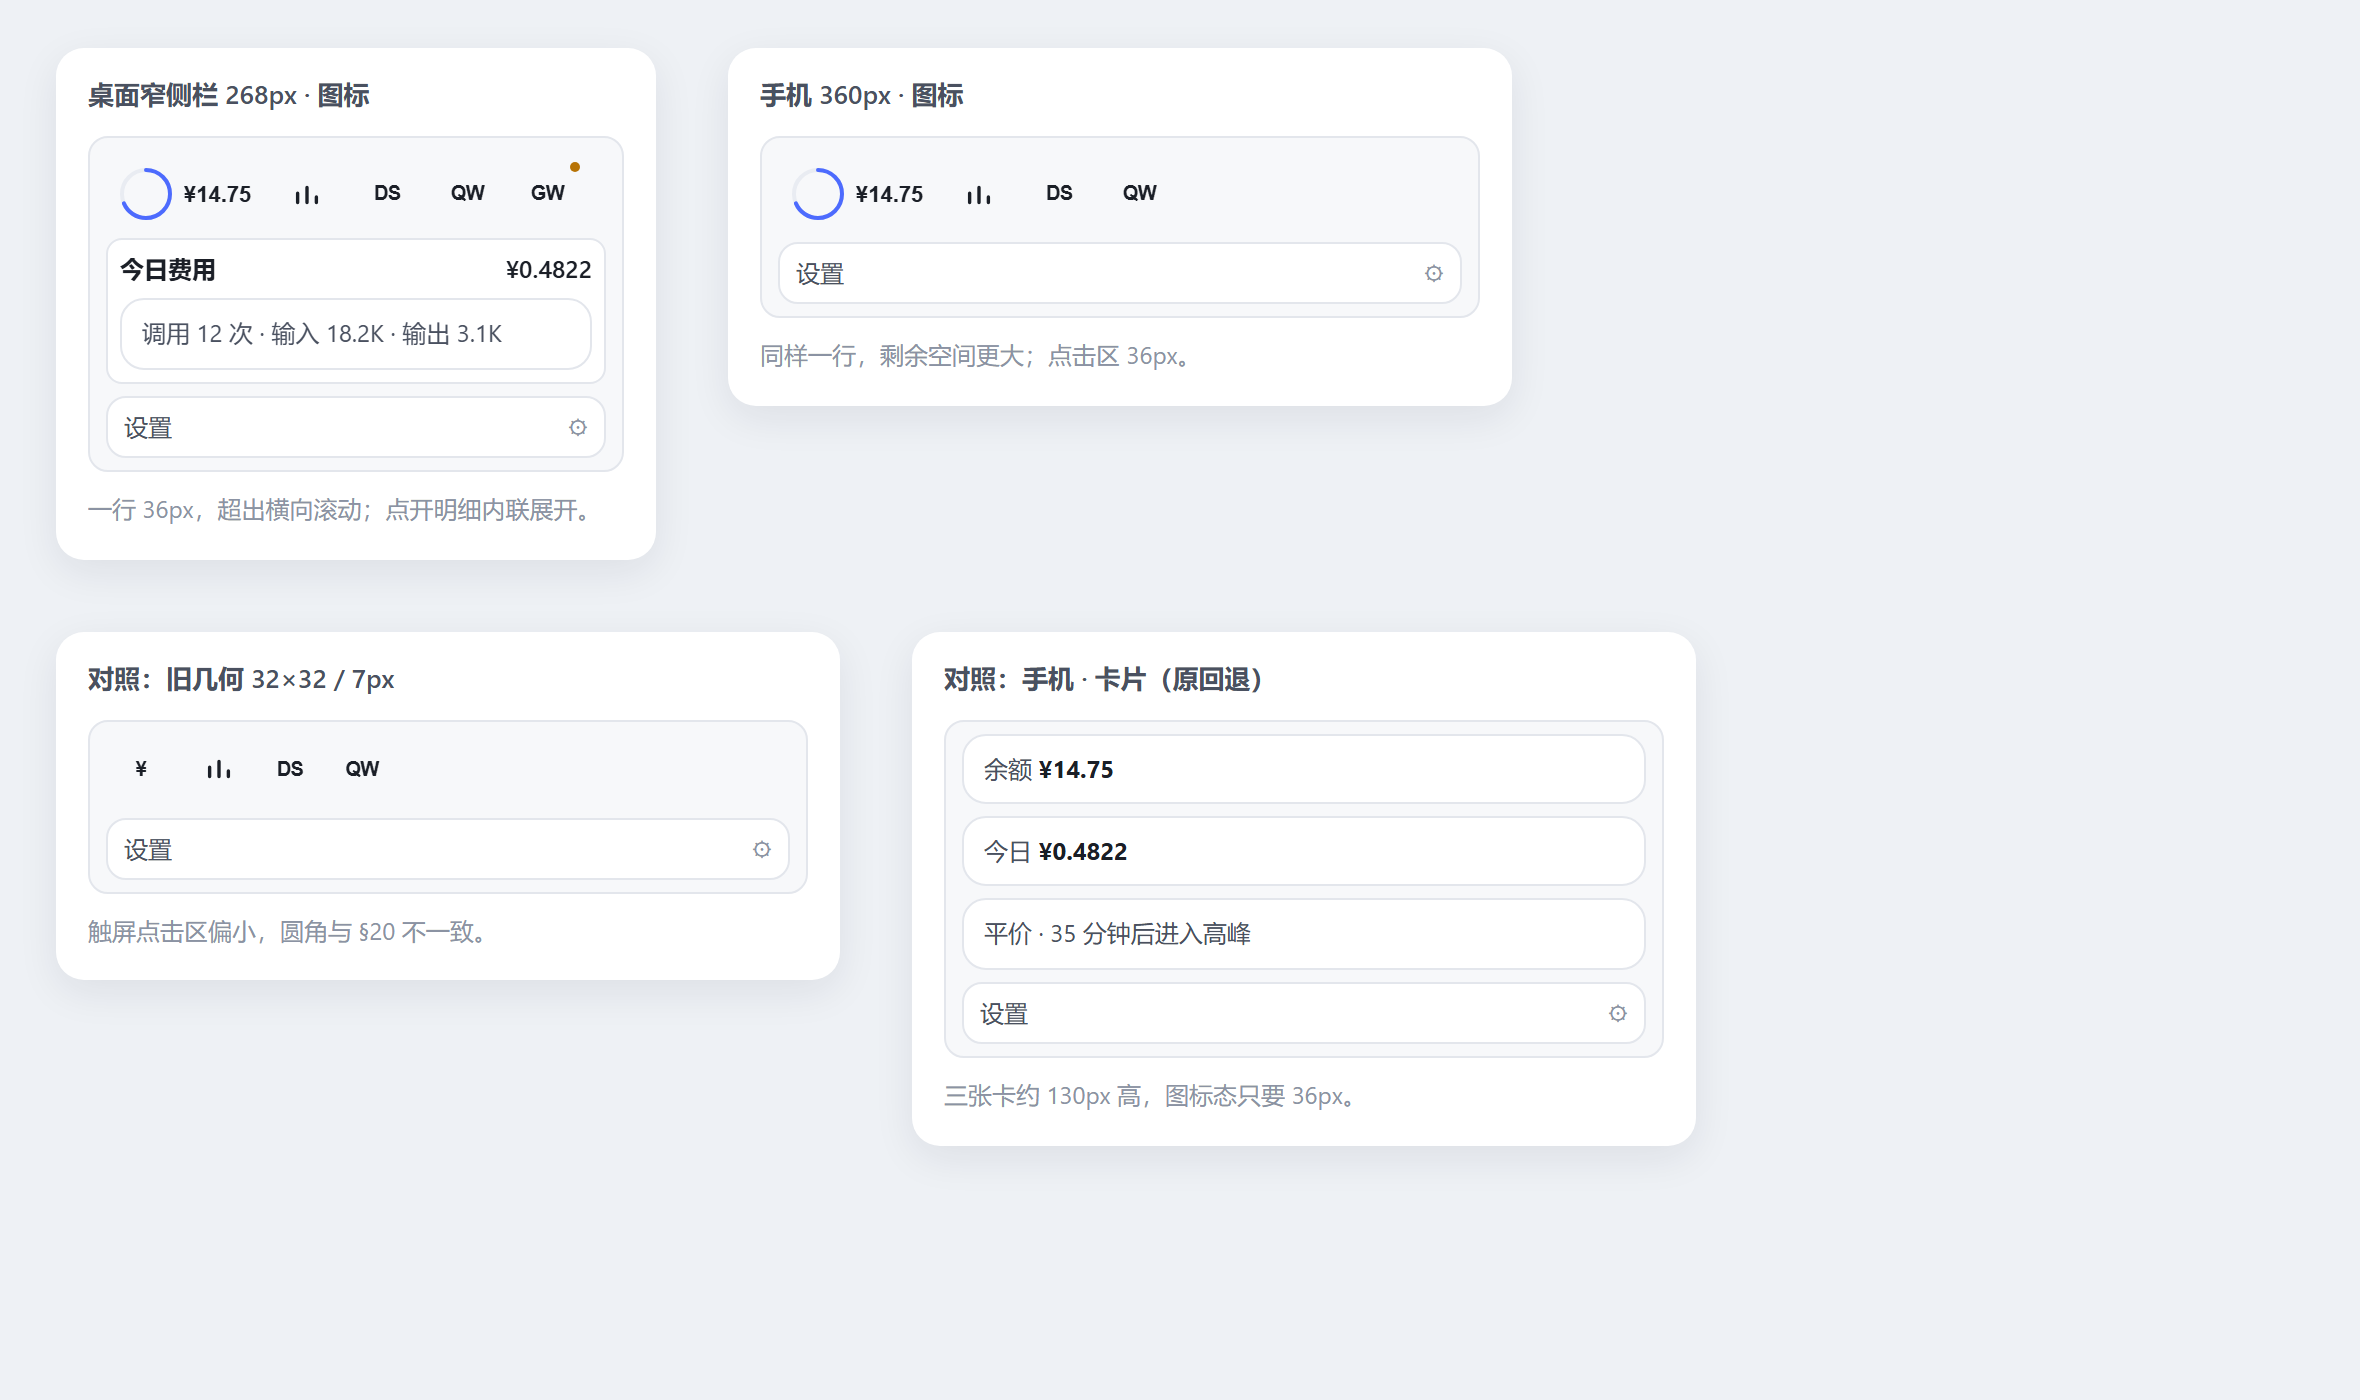 桌面窄侧栏 268px · 图标
¥14.75 DS QW GW
今日费用 ¥0.4822
调用 12 次 · 输入 18.2K · 输出 3.1K
设置
一行 36px，超出横向滚动；点开明细内联展开。
手机 360px · 图标
¥14.75 DS QW
设置
同样一行，剩余空间更大；点击区 36px。
对照：旧几何 32×32 / 7px
¥ DS QW
设置
触屏点击区偏小，圆角与 §20 不一致。
对照：手机 · 卡片（原回退）
余额 ¥14.75
今日 ¥0.4822
平价 · 35 分钟后进入高峰
设置
三张卡约 130px 高，图标态只要 36px。